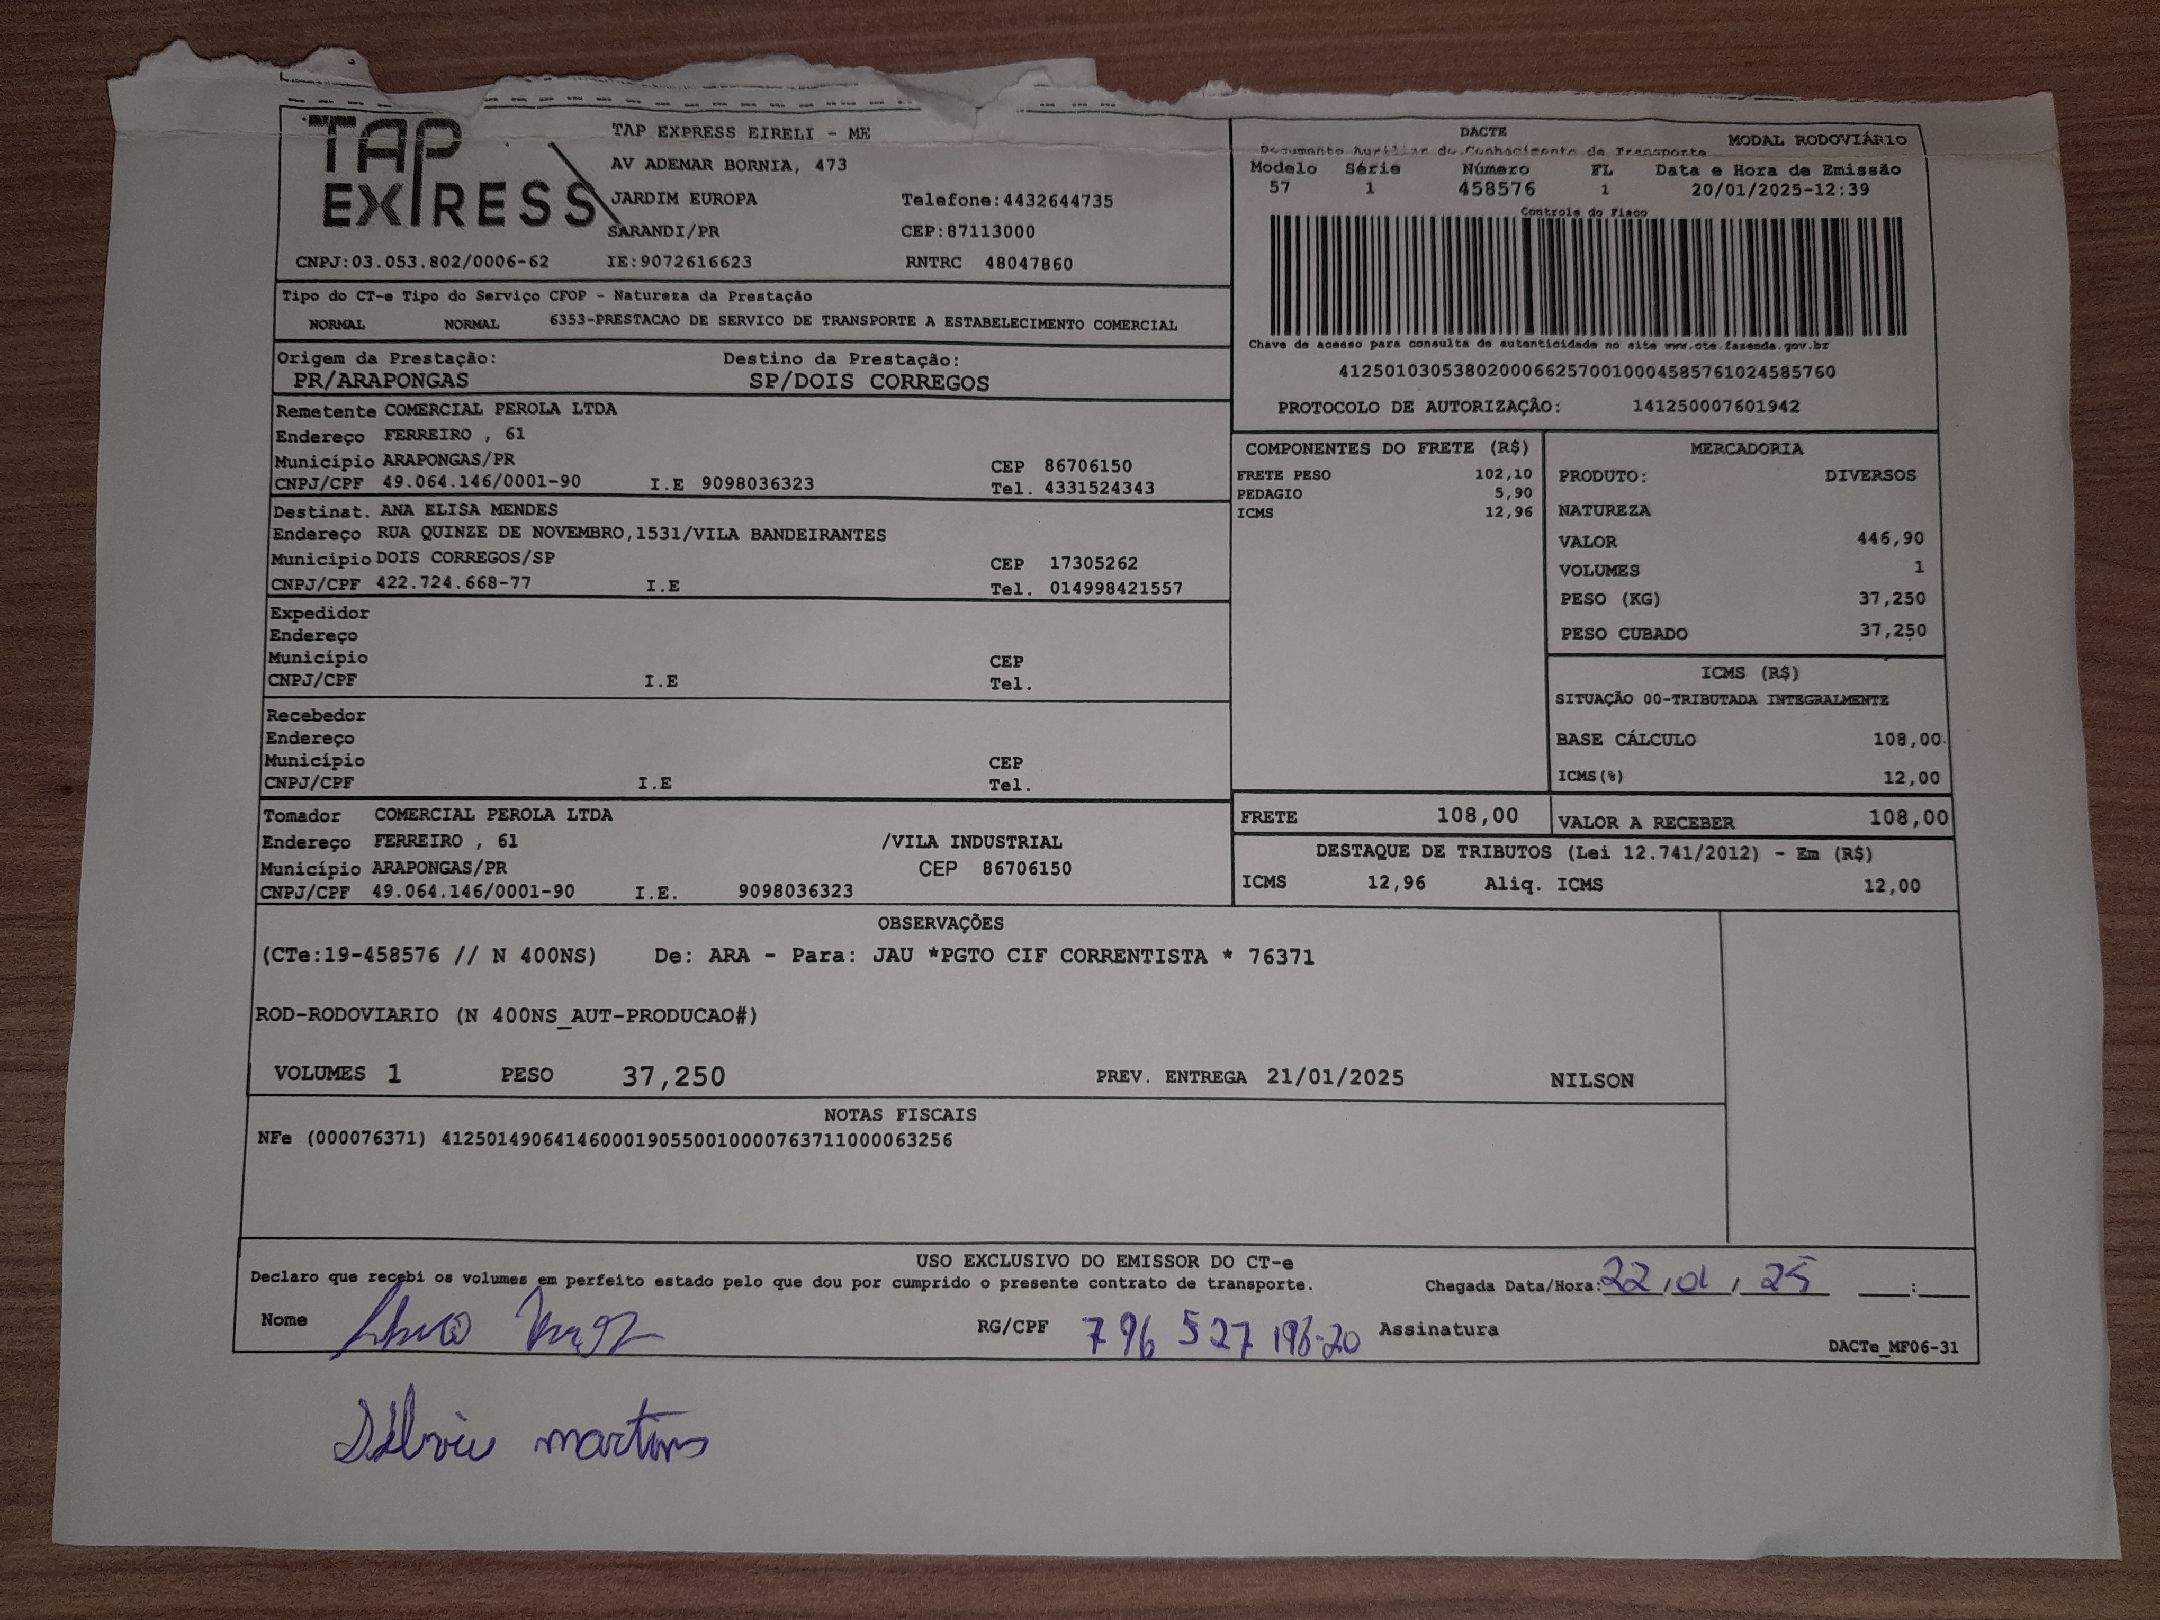 TAP EXPRESS
TAP EXPRESS EIRELI - ME
AV ADEMAR BORNIA, 473
JARDIM EUROPA Telefone:4432644735
SARANDI/PR CEP:87113000
CNPJ:03.053.802/0006-62 IE:9072616623 RNTRC 48047860
DACTE MODAL RODOVIÁRIO
Documento Auxiliar do Conhecimento de Transporte
Modelo Série Número FL Data e Hora de Emissão
57 1 458576 1 20/01/2025-12:39
Controle do Fisco
Chave de acesso para consulta de autenticidade no site www.cte.fazenda.gov.br
41250103053802000662570010004585761024585760
PROTOCOLO DE AUTORIZAÇÃO: 141250007601942
Tipo do CT-e Tipo do Serviço CFOP - Natureza da Prestação
NORMAL NORMAL 6353-PRESTACAO DE SERVICO DE TRANSPORTE A ESTABELECIMENTO COMERCIAL
Origem da Prestação: Destino da Prestação:
PR/ARAPONGAS SP/DOIS CORREGOS
Remetente COMERCIAL PEROLA LTDA
Endereço FERREIRO , 61
Município ARAPONGAS/PR CEP 86706150
CNPJ/CPF 49.064.146/0001-90 I.E 9098036323 Tel. 4331524343
Destinat. ANA ELISA MENDES
Endereço RUA QUINZE DE NOVEMBRO,1531/VILA BANDEIRANTES
Município DOIS CORREGOS/SP CEP 17305262
CNPJ/CPF 422.724.668-77 I.E Tel. 014998421557
Expedidor
Endereço
Município CEP
CNPJ/CPF I.E Tel.
Recebedor
Endereço
Município CEP
CNPJ/CPF I.E Tel.
Tomador COMERCIAL PEROLA LTDA
Endereço FERREIRO , 61 /VILA INDUSTRIAL
Município ARAPONGAS/PR CEP 86706150
CNPJ/CPF 49.064.146/0001-90 I.E. 9098036323
COMPONENTES DO FRETE (R$)
FRETE PESO 102,10
PEDAGIO 5,90
ICMS 12,96
MERCADORIA
PRODUTO: DIVERSOS
NATUREZA
VALOR 446,90
VOLUMES 1
PESO (KG) 37,250
PESO CUBADO 37,250
ICMS (R$)
SITUAÇÃO 00-TRIBUTADA INTEGRALMENTE
BASE CÁLCULO 108,00
ICMS(%) 12,00
FRETE 108,00 VALOR A RECEBER 108,00
DESTAQUE DE TRIBUTOS (Lei 12.741/2012) - Em (R$)
ICMS 12,96 Aliq. ICMS 12,00
OBSERVAÇÕES
(CTe:19-458576 // N 400NS) De: ARA - Para: JAU *PGTO CIF CORRENTISTA * 76371
ROD-RODOVIARIO (N 400NS_AUT-PRODUCAO#)
VOLUMES 1 PESO 37,250 PREV. ENTREGA 21/01/2025 NILSON
NOTAS FISCAIS
NFe (000076371) 41250149064146000190550010000763711000063256
USO EXCLUSIVO DO EMISSOR DO CT-e
Declaro que recebi os volumes em perfeito estado pelo que dou por cumprido o presente contrato de transporte. Chegada Data/Hora: 22/01/25 :
Nome RG/CPF 796 527 196-20 Assinatura
DACTe_MF06-31
martins